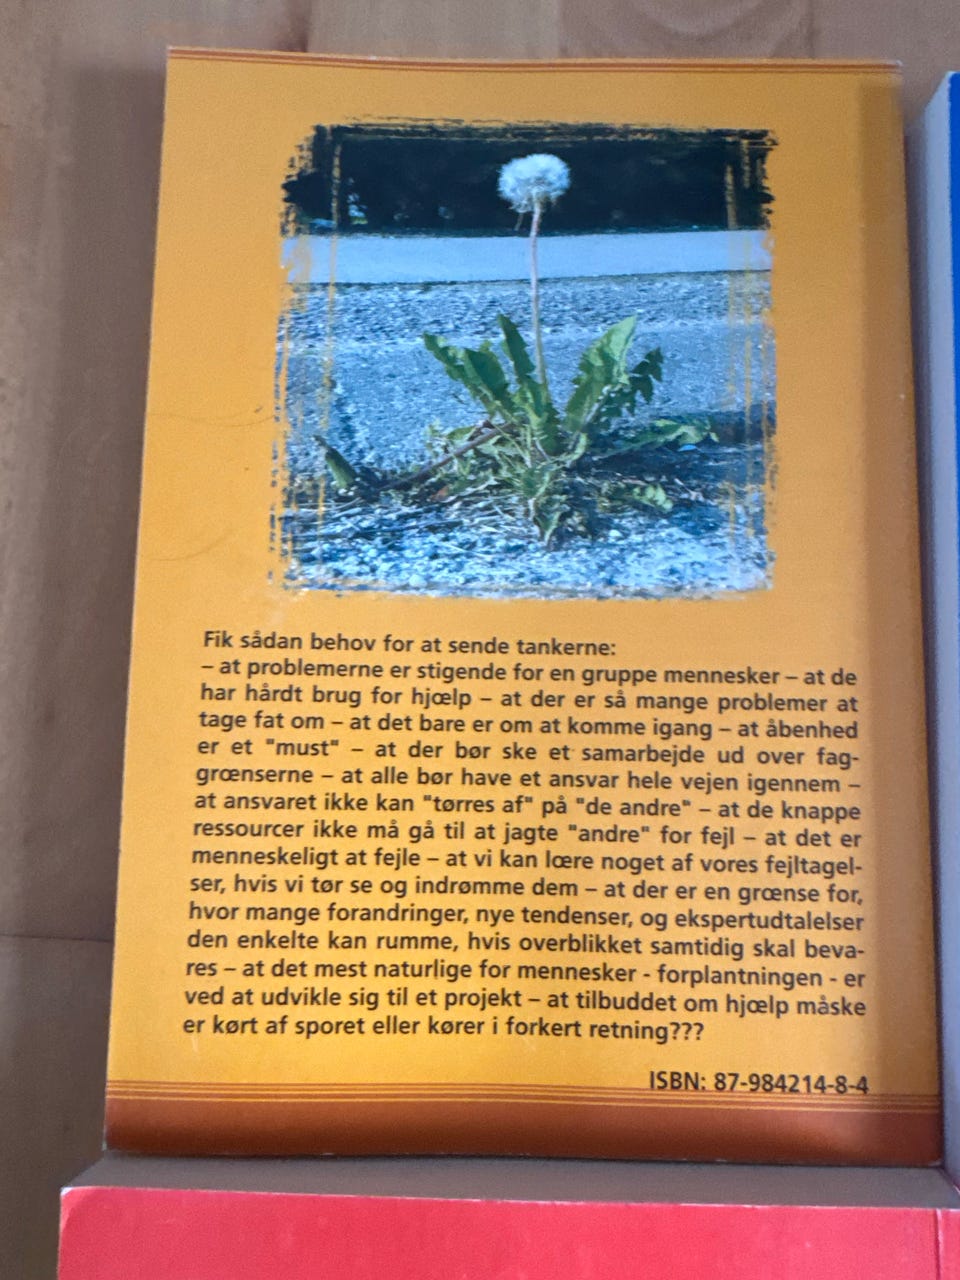 Fik sådan behov for at sende tankerne:
– at problemerne er stigende for en gruppe mennesker – at de
har hårdt brug for hjælp – at der er så mange problemer at
tage fat om – at det bare er om at komme igang – at åbenhed
er et "must" – at der bør ske et samarbejde ud over fag-
grænserne – at alle bør have et ansvar hele vejen igennem –
at ansvaret ikke kan "tørres af" på "de andre" – at de knappe
ressourcer ikke må gå til at jagte "andre" for fejl – at det er
menneskeligt at fejle – at vi kan lære noget af vores fejltagel-
ser, hvis vi tør se og indrømme dem – at der er en grænse for,
hvor mange forandringer, nye tendenser, og ekspertudtalelser
den enkelte kan rumme, hvis overblikket samtidig skal beva-
res – at det mest naturlige for mennesker - forplantningen - er
ved at udvikle sig til et projekt – at tilbuddet om hjælp måske
er kørt af sporet eller kører i forkert retning???
ISBN: 87-984214-8-4